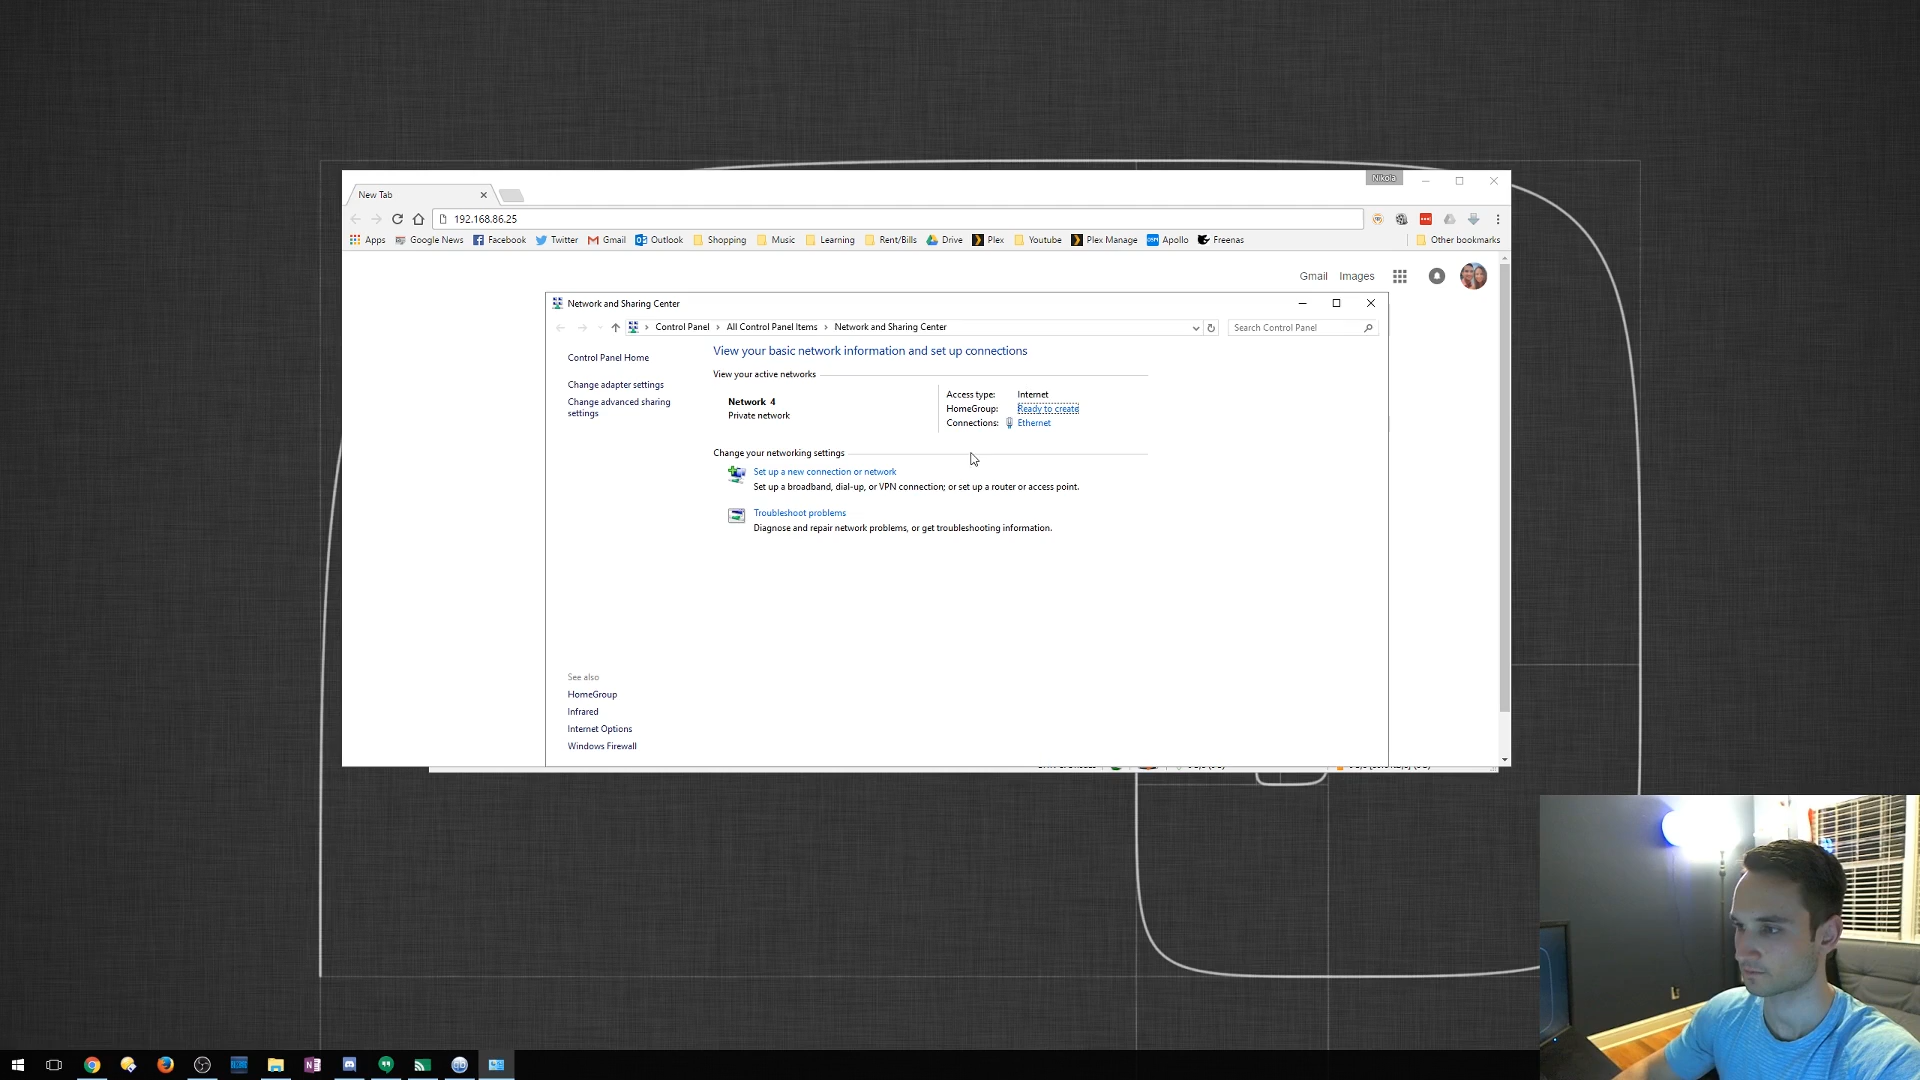 Nikola
New Tab
192.168.86.25
Apps Google News Facebook Twitter Gmail Outlook Shopping Music Learning Rent/Bills Drive Plex Youtube Plex Manage Apollo Freenas Other bookmarks
Gmail Images
Network and Sharing Center
Control Panel > All Control Panel Items > Network and Sharing Center
Search Control Panel
Control Panel Home
Change adapter settings
Change advanced sharing
settings
View your basic network information and set up connections
View your active networks
Network 4
Private network
Access type: Internet
HomeGroup: Ready to create
Connections: Ethernet
Change your networking settings
Set up a new connection or network
Set up a broadband, dial-up, or VPN connection; or set up a router or access point.
Troubleshoot problems
Diagnose and repair network problems, or get troubleshooting information.
See also
HomeGroup
Infrared
Internet Options
Windows Firewall